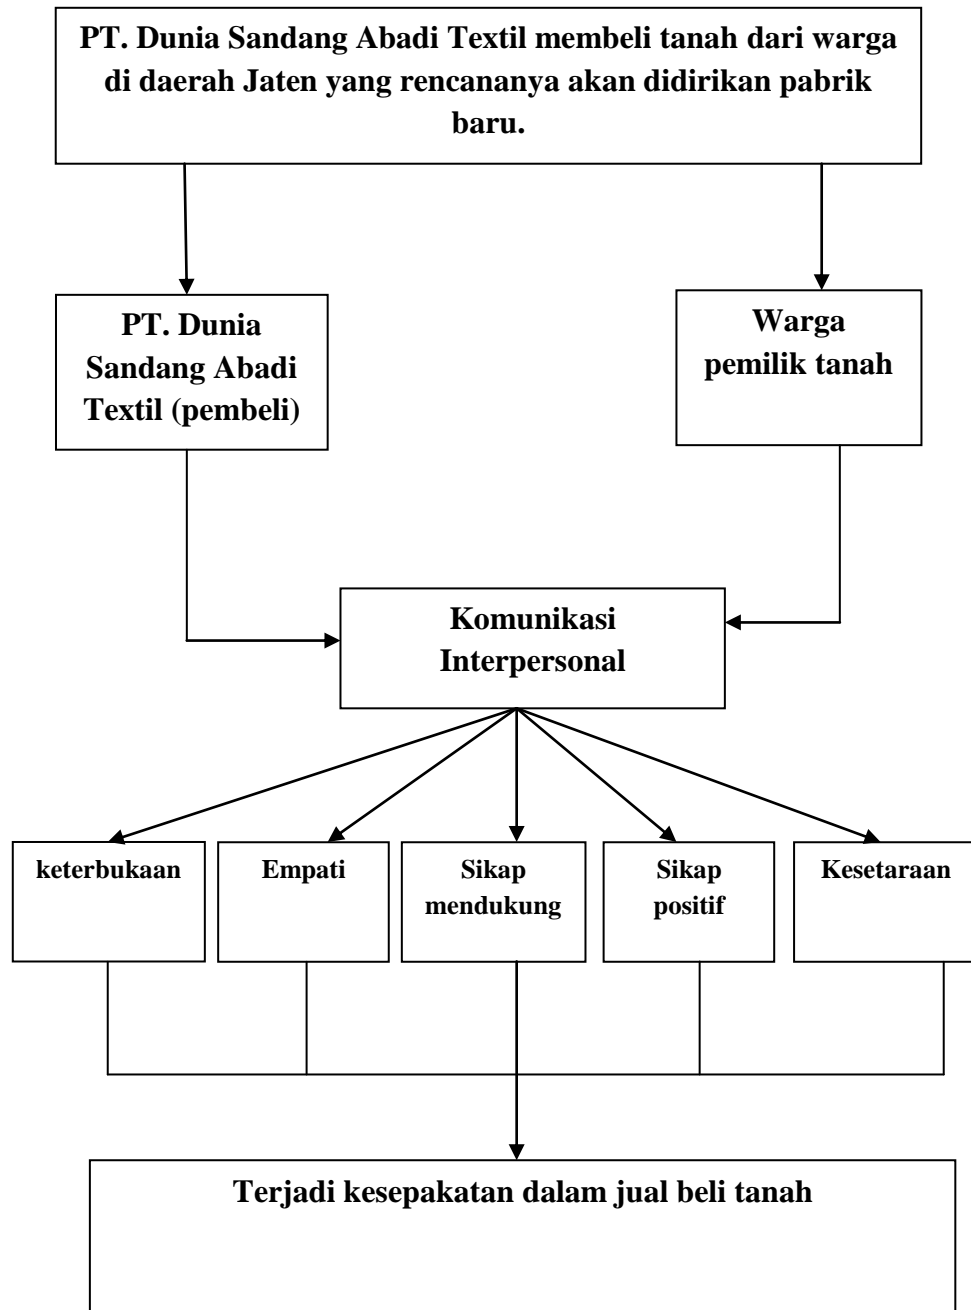 PT. Dunia Sandang Abadi Textil membeli tanah dari warga
di daerah Jaten yang rencananya akan didirikan pabrik
baru.
PT. Dunia
Sandang Abadi
Textil (pembeli)
Warga
pemilik tanah
Komunikasi
Interpersonal
keterbukaan
Empati
Sikap
mendukung
Sikap
positif
Kesetaraan
Terjadi kesepakatan dalam jual beli tanah